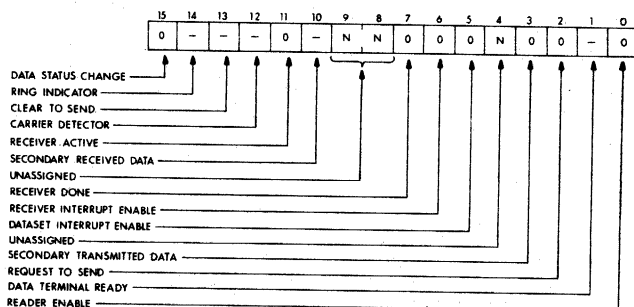 15 14 13 12 11 10 9 8 7 6 5 4 3 2 1 0
0 – – – 0 – N N 0 0 0 N 0 0 – 0
DATA STATUS CHANGE
RING INDICATOR
CLEAR TO SEND
CARRIER DETECTOR
RECEIVER ACTIVE
SECONDARY RECEIVED DATA
UNASSIGNED
RECEIVER DONE
RECEIVER INTERRUPT ENABLE
DATASET INTERRUPT ENABLE
UNASSIGNED
SECONDARY TRANSMITTED DATA
REQUEST TO SEND
DATA TERMINAL READY
READER ENABLE